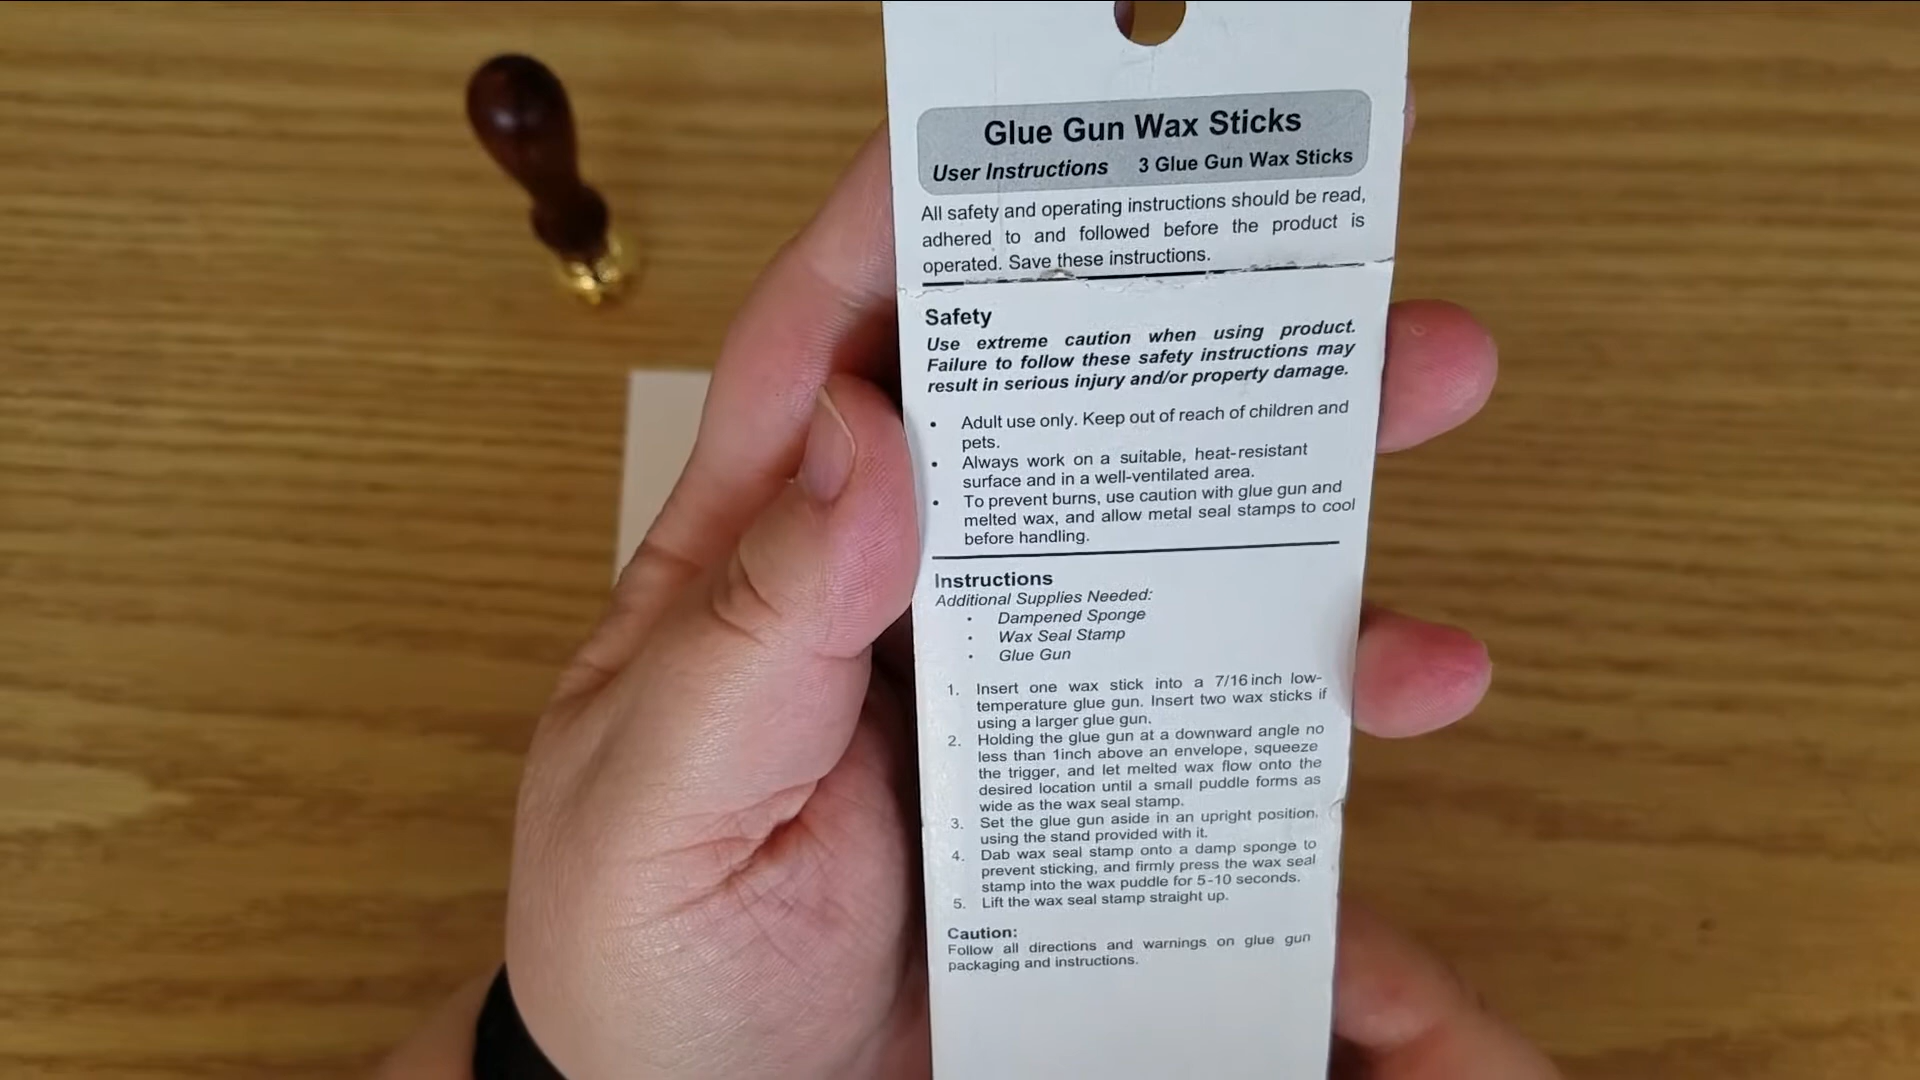 Glue Gun Wax Sticks
User Instructions 3 Glue Gun Wax Sticks
All safety and operating instructions should be read,
adhered to and followed before the product is
operated. Save these instructions.
Safety
Use extreme caution when using product.
Failure to follow these safety instructions may
result in serious injury and/or property damage.
• Adult use only. Keep out of reach of children and
pets.
• Always work on a suitable, heat-resistant
surface and in a well-ventilated area.
• To prevent burns, use caution with glue gun and
melted wax, and allow metal seal stamps to cool
before handling.
Instructions
Additional Supplies Needed:
• Dampened Sponge
• Wax Seal Stamp
• Glue Gun
1. Insert one wax stick into a 7/16 inch low-
temperature glue gun. Insert two wax sticks if
using a larger glue gun.
2. Holding the glue gun at a downward angle no
less than 1inch above an envelope, squeeze
the trigger, and let melted wax flow onto the
desired location until a small puddle forms as
wide as the wax seal stamp.
3. Set the glue gun aside in an upright position,
using the stand provided with it.
4. Dab wax seal stamp onto a damp sponge to
prevent sticking, and firmly press the wax seal
stamp into the wax puddle for 5-10 seconds.
5. Lift the wax seal stamp straight up.
Caution:
Follow all directions and warnings on glue gun
packaging and instructions.